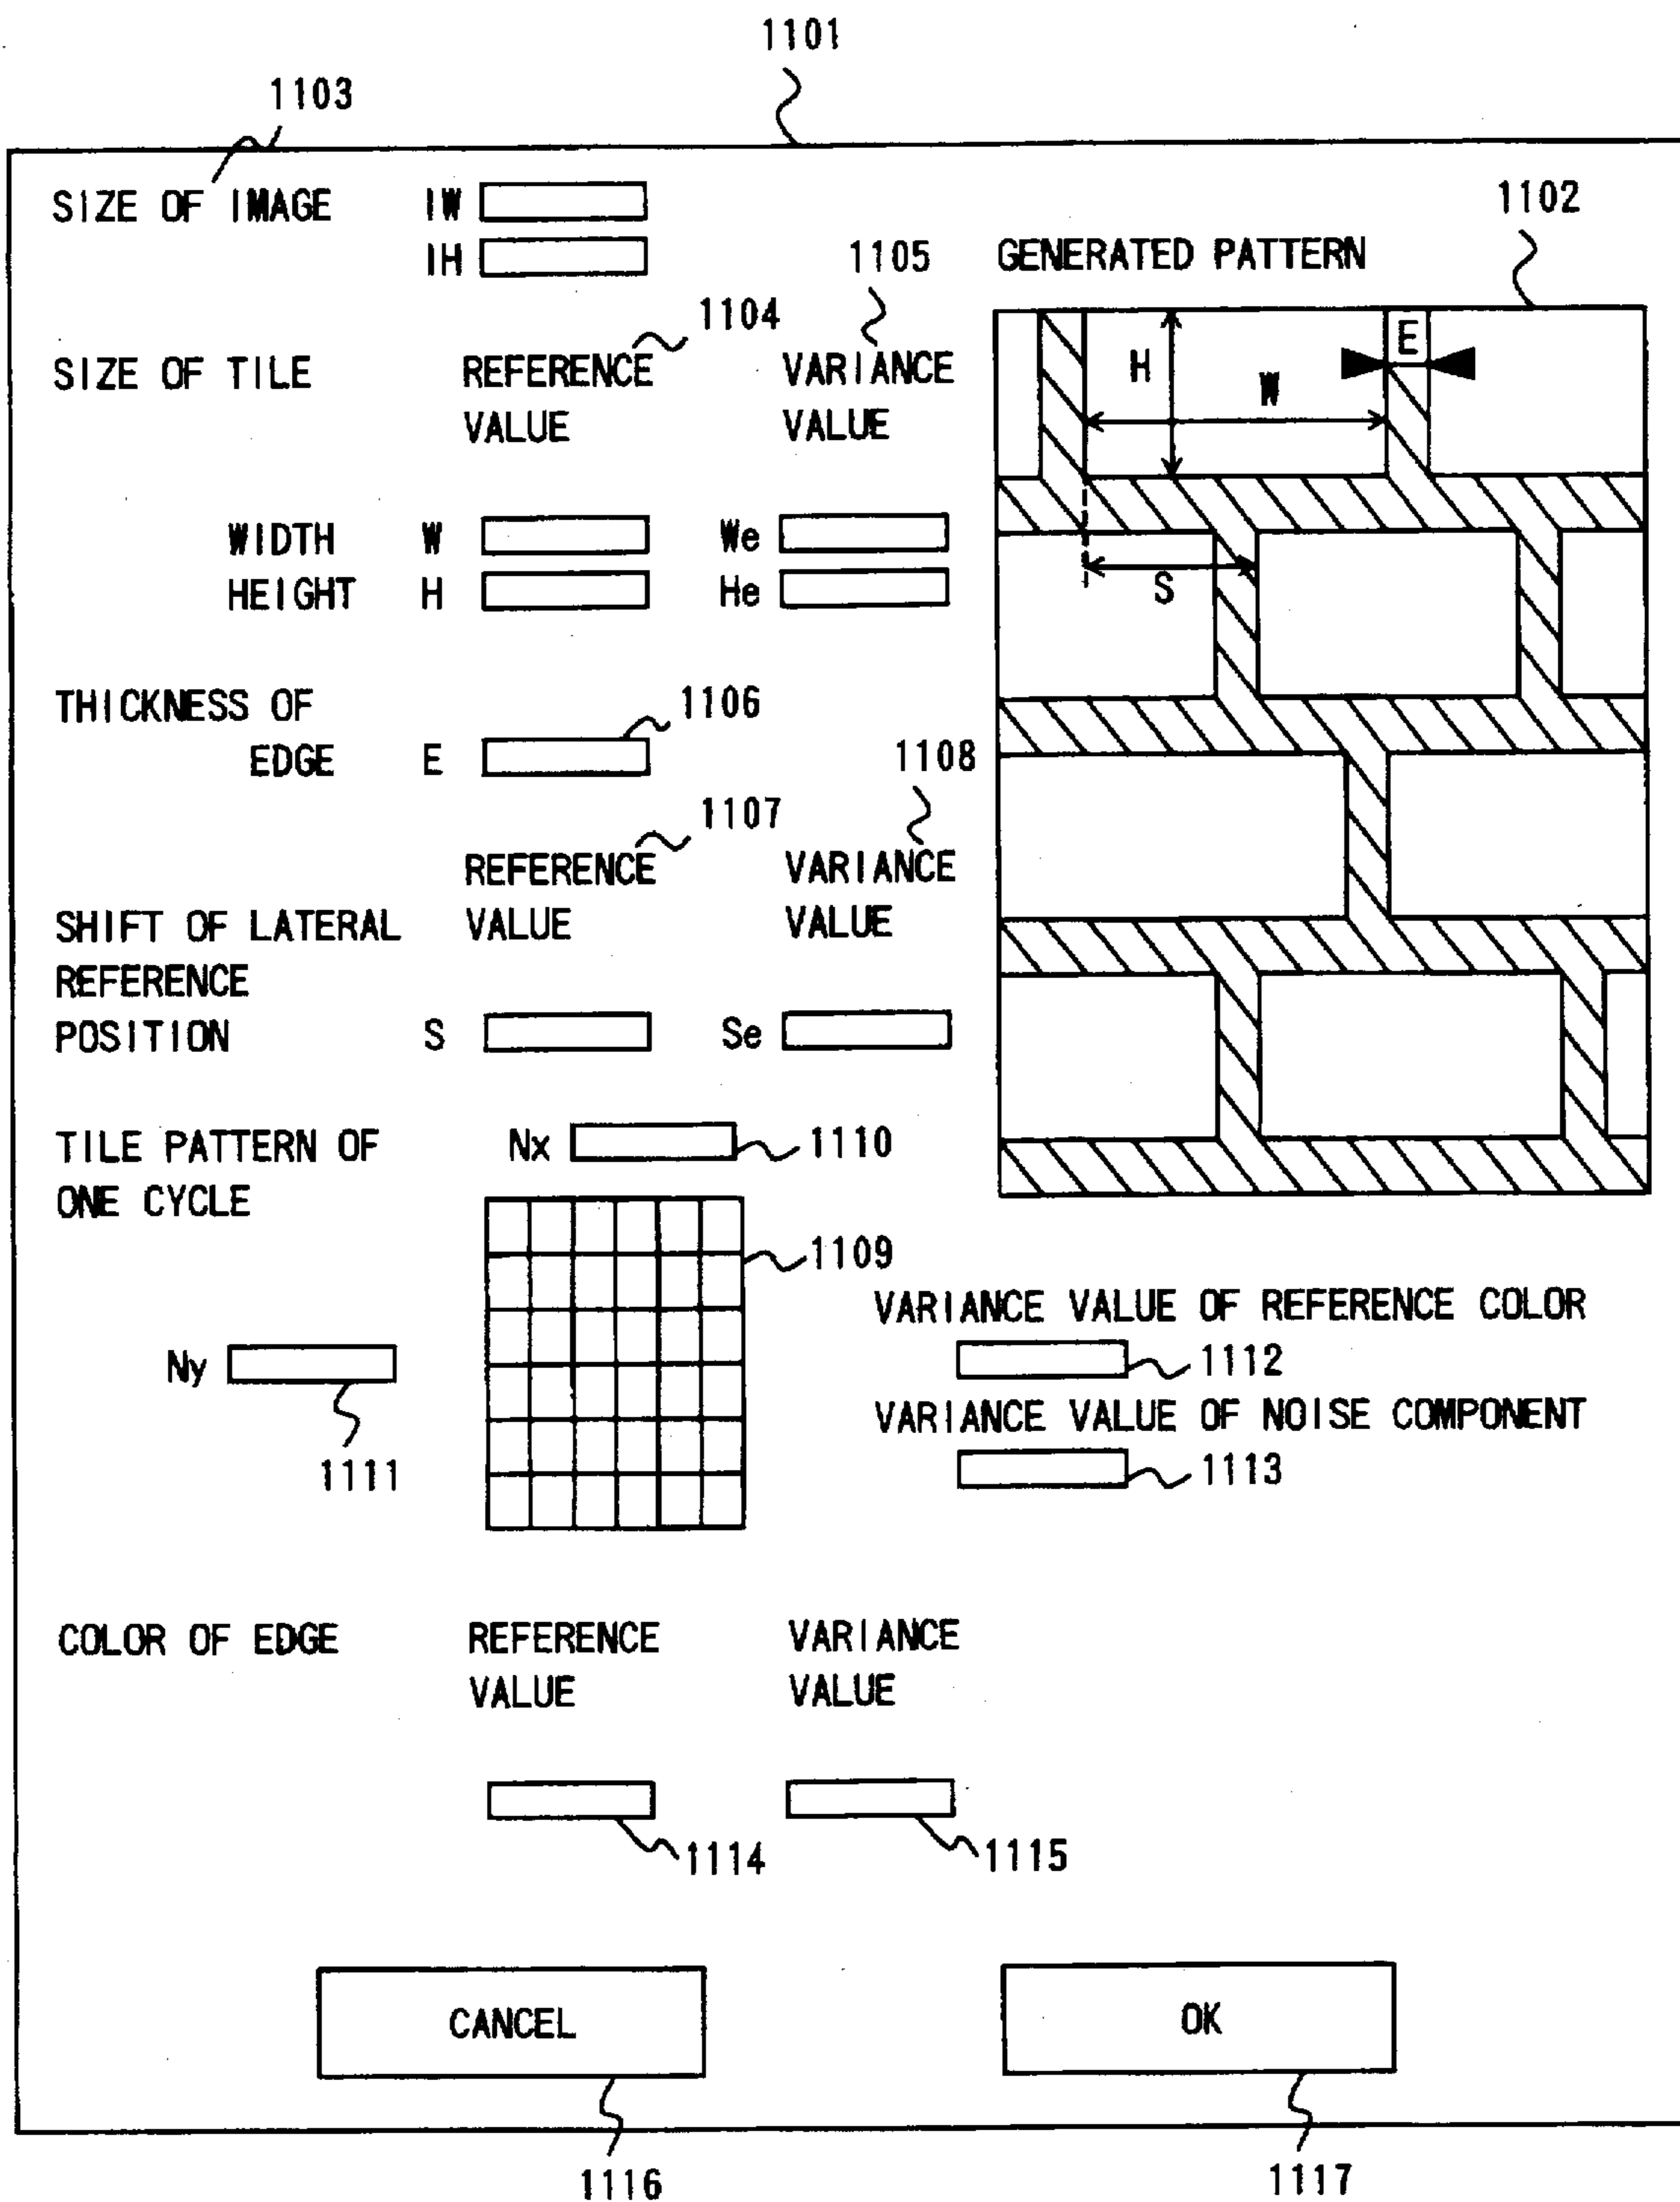 1101
1103
SIZE OF IMAGE IW
IH
1102
1105
GENERATED PATTERN
1104
SIZE OF TILE REFERENCE VARIANCE
VALUE VALUE
H
W
E
WIDTH W We
HEIGHT H He
S
THICKNESS OF
EDGE E
1106
1108
1107
REFERENCE VARIANCE
SHIFT OF LATERAL VALUE VALUE
REFERENCE
POSITION S Se
TILE PATTERN OF Nx 1110
ONE CYCLE
1109
VARIANCE VALUE OF REFERENCE COLOR
Ny 1112
VARIANCE VALUE OF NOISE COMPONENT
1111 1113
COLOR OF EDGE REFERENCE VARIANCE
VALUE VALUE
1114 1115
CANCEL OK
1116 1117